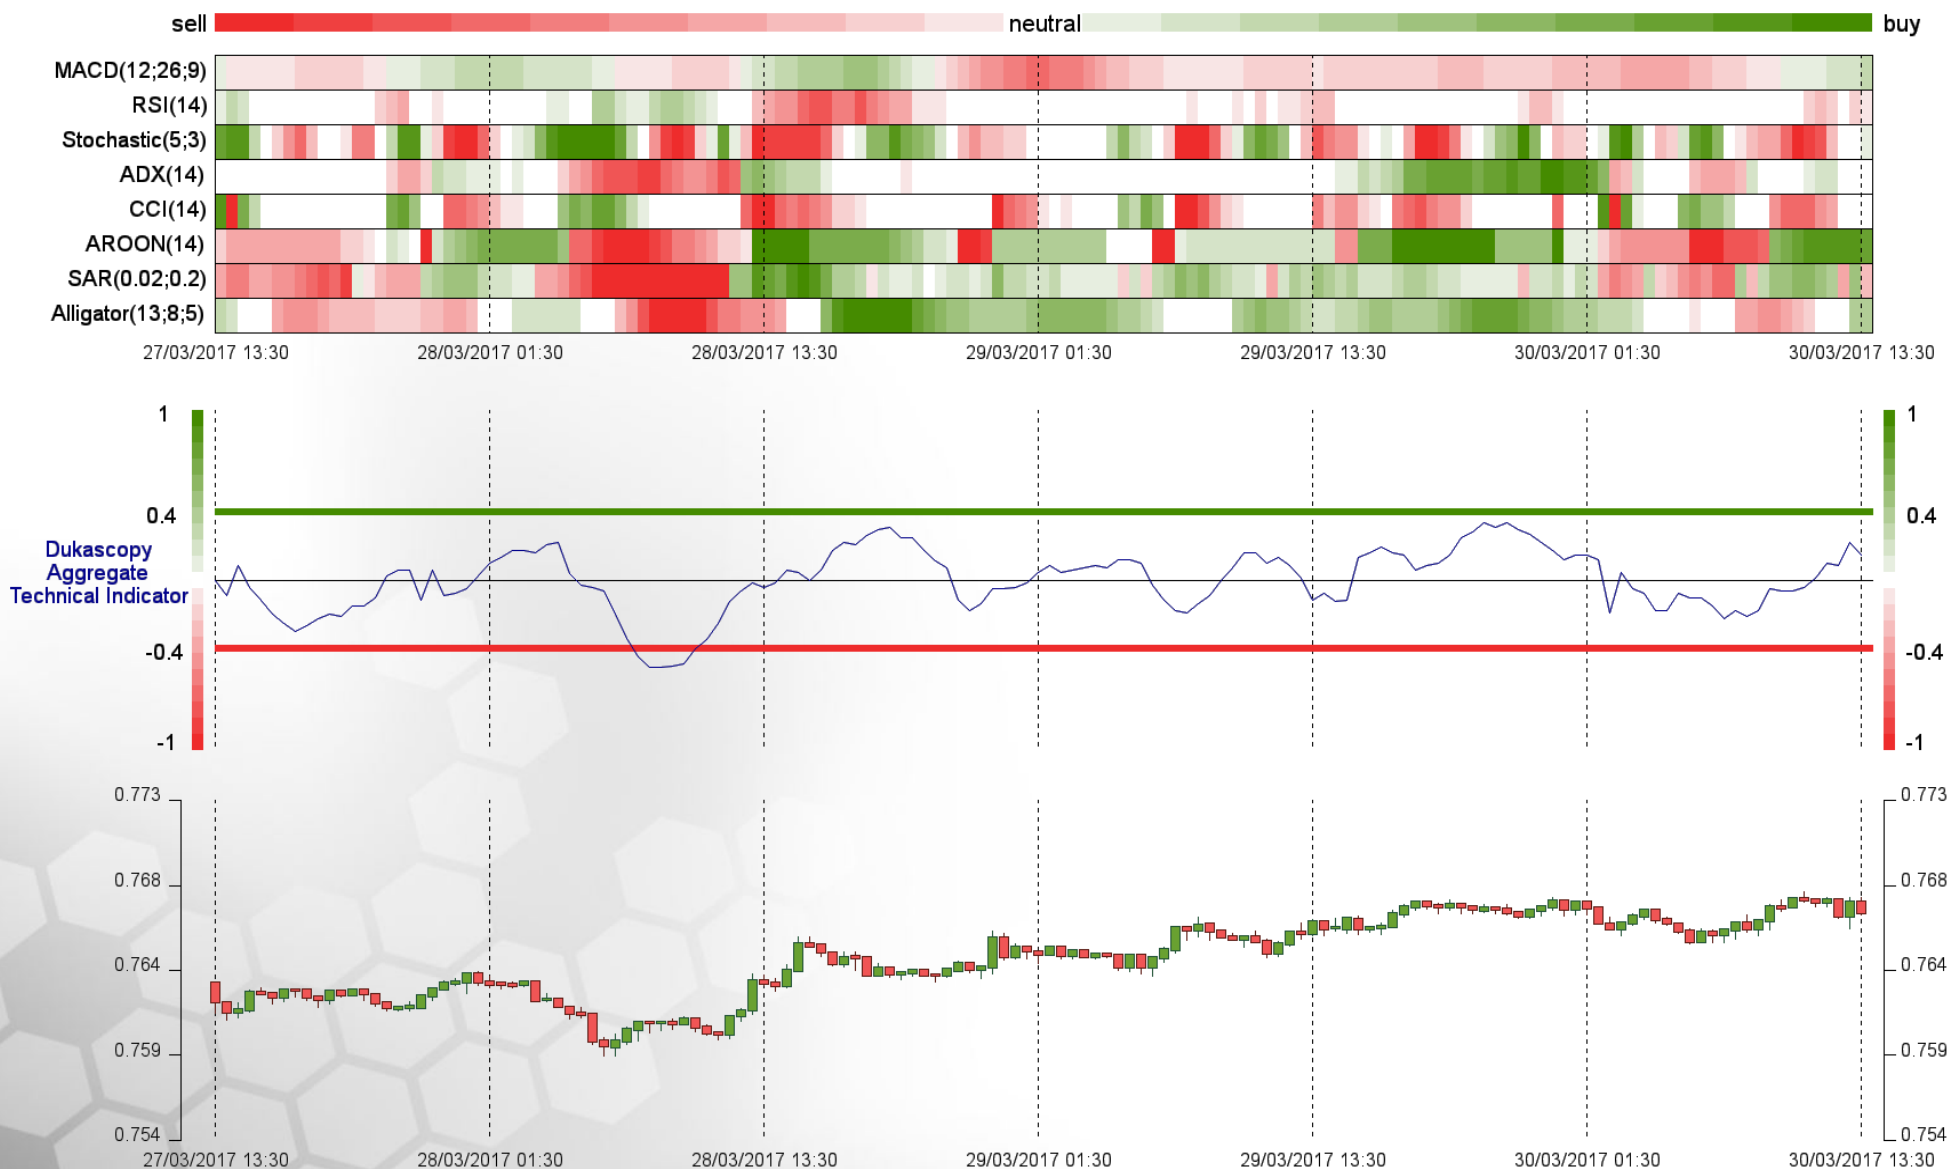 sell neutral buy
MACD(12;26;9)
RSI(14)
Stochastic(5;3)
ADX(14)
CCI(14)
AROON(14)
SAR(0.02;0.2)
Alligator(13;8;5)
27/03/2017 13:30 28/03/2017 01:30 28/03/2017 13:30 29/03/2017 01:30 29/03/2017 13:30 30/03/2017 01:30 30/03/2017 13:30
1 1
0.4 0.4
Dukascopy
Aggregate
Technical Indicator
-0.4 -0.4
-1 -1
0.773 0.773
0.768 0.768
0.764 0.764
0.759 0.759
0.754 0.754
27/03/2017 13:30 28/03/2017 01:30 28/03/2017 13:30 29/03/2017 01:30 29/03/2017 13:30 30/03/2017 01:30 30/03/2017 13:30